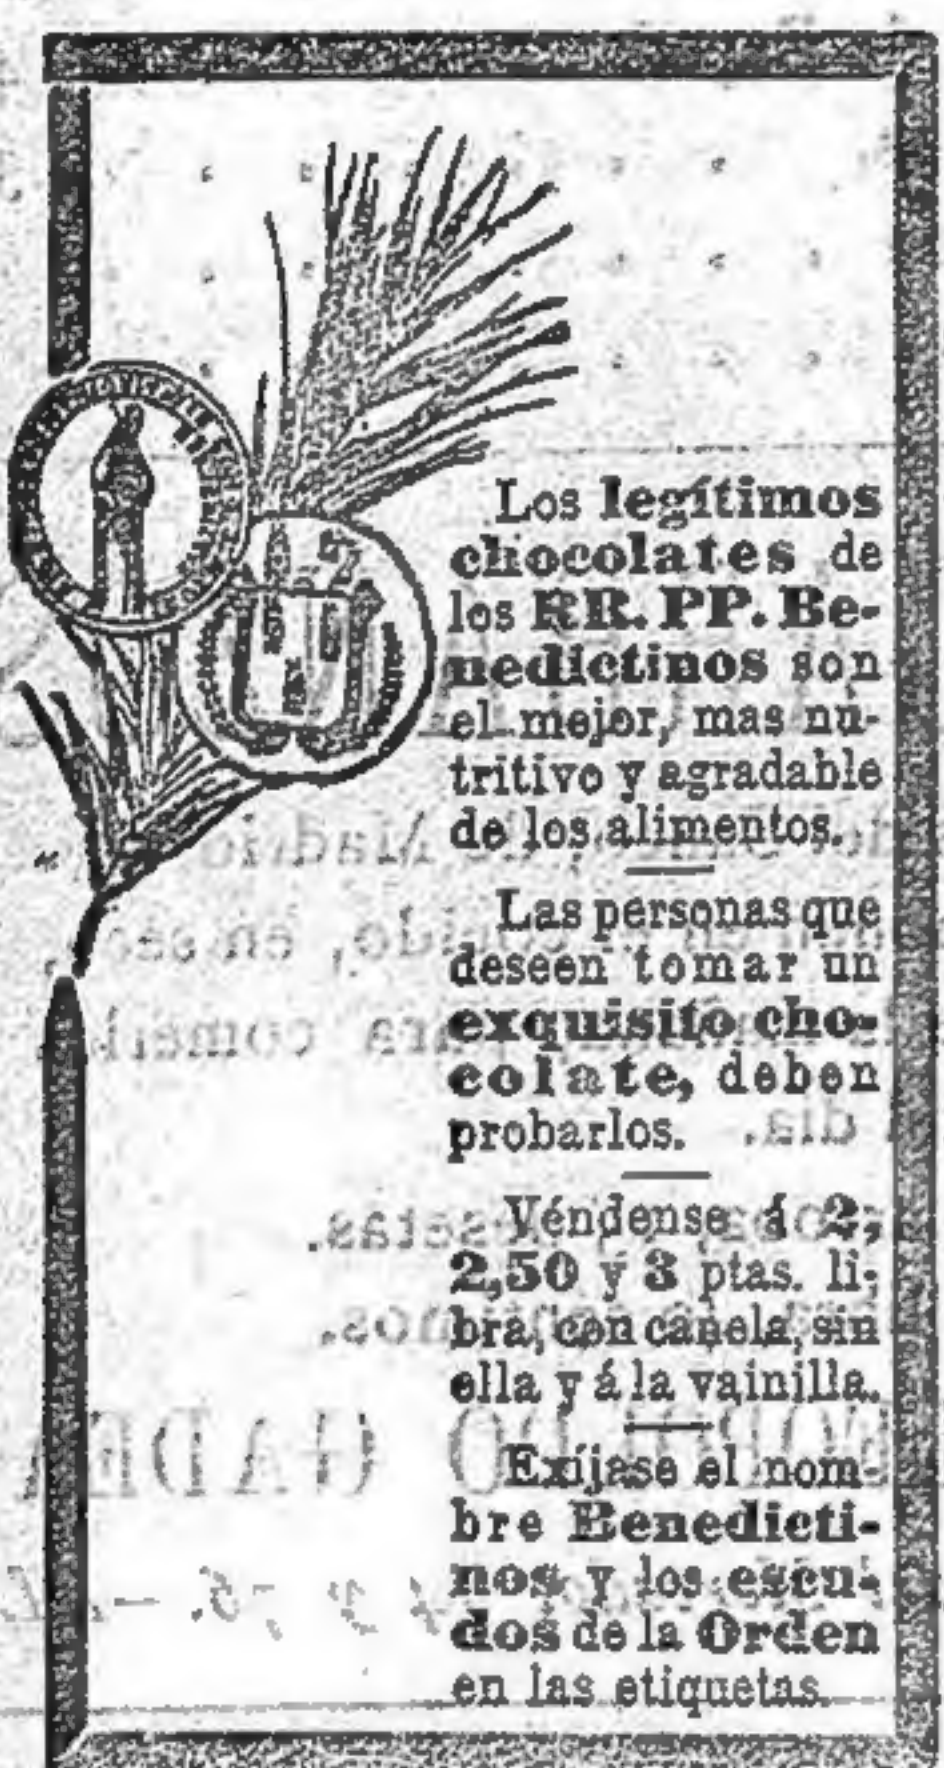 Los legítimos
chocolates de
los RR. PP. Be-
nedictinos son
el mejor, mas nu-
tritivo y agradable
de los alimentos.
Las personas que
deseen tomar un
exquisito cho-
colate, deben
probarlos.
Véndense á 2;
2,50 y 3 ptas. li-
bra, con canela, sin
ella y á la vainilla.
Exíjase el nom-
bre Benedicti-
nos y los escu-
dos de la Orden
en las etiquetas.